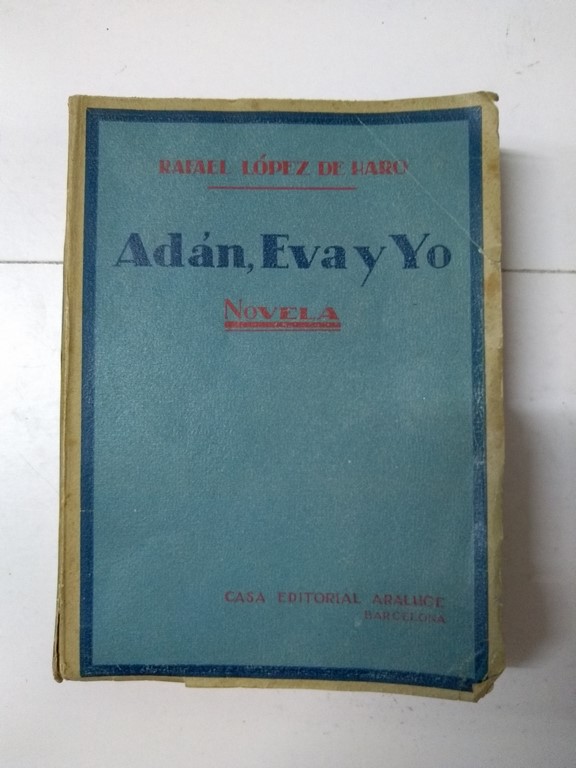 RAFAEL LÓPEZ DE HARO
Adán, Eva y Yo
NOVELA
CASA EDITORIAL ARALUCE
BARCELONA